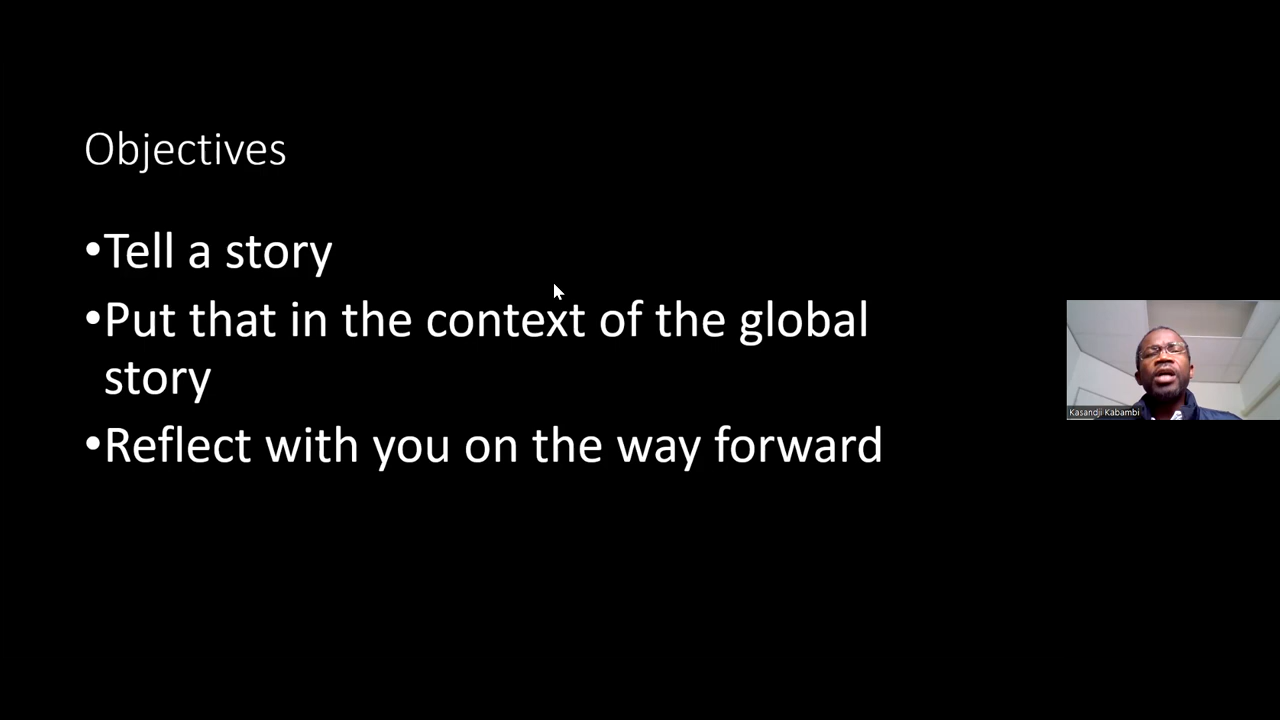 Objectives
•Tell a story
•Put that in the context of the global
story
•Reflect with you on the way forward
Kasandji Kabambi